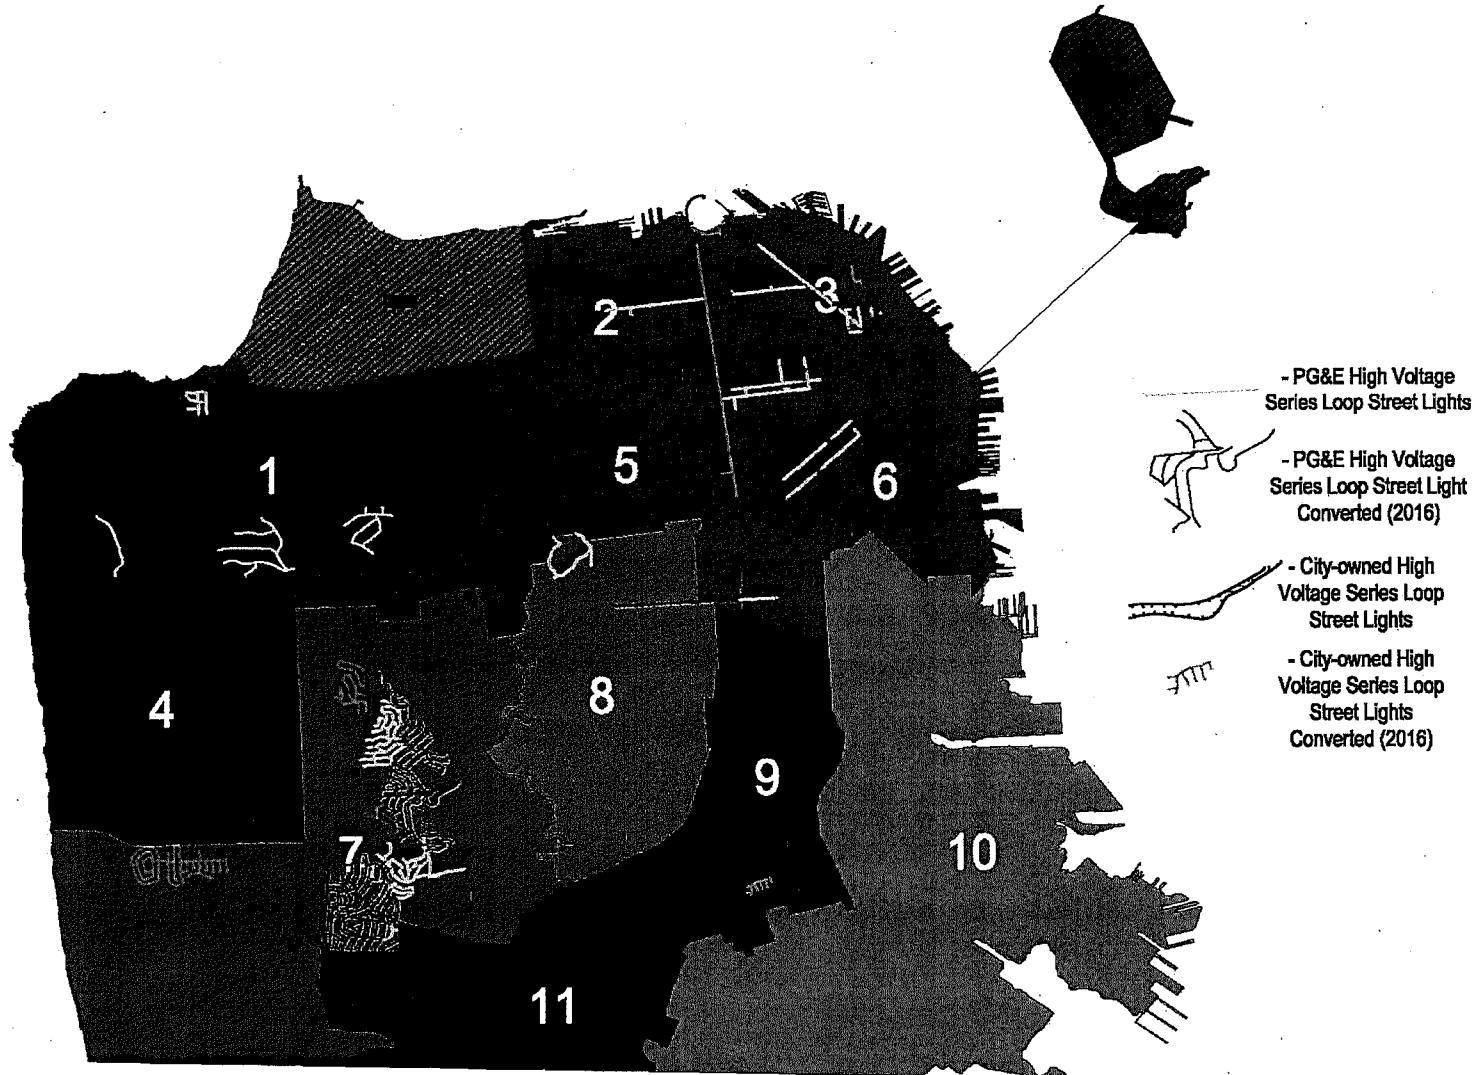 2
3
1
5
6
4
8
9
7
10
11
- PG&E High Voltage
Series Loop Street Lights
- PG&E High Voltage
Series Loop Street Light
Converted (2016)
- City-owned High
Voltage Series Loop
Street Lights
- City-owned High
Voltage Series Loop
Street Lights
Converted (2016)